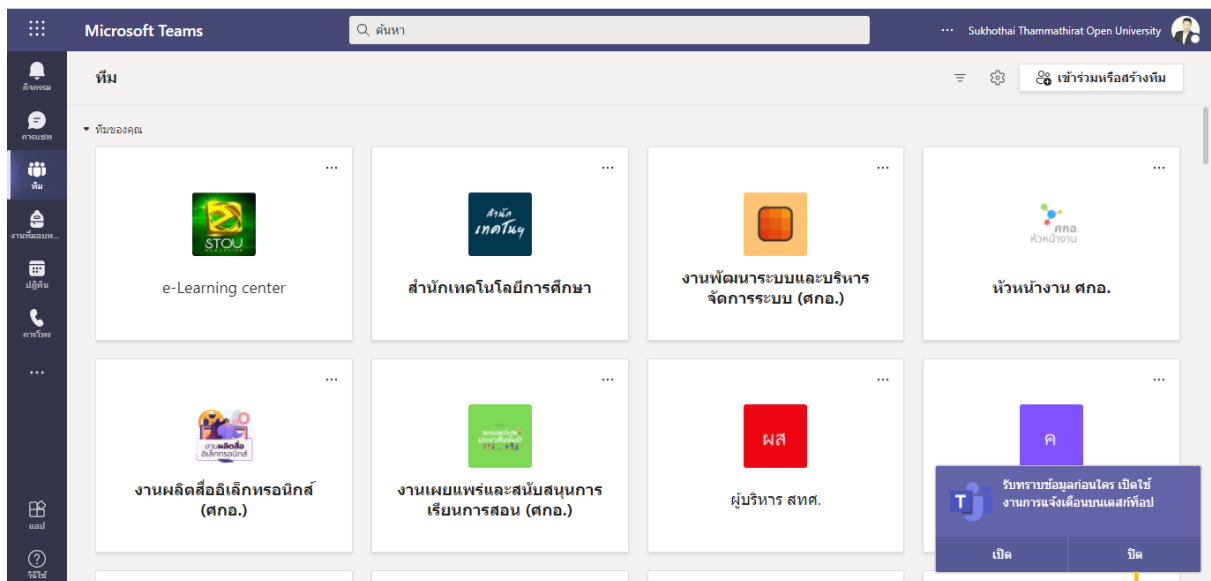 Microsoft Teams
ค้นหา
Sukhothai Thammathirat Open University
กิจกรรม
ทีม
เข้าร่วมหรือสร้างทีม
การแชท
ทีมของคุณ
ทีม
งานที่มอบห...
ปฏิทิน
การโทร
STOU
e-Learning center
สำนัก
เทคโนฯ
สำนักเทคโนโลยีการศึกษา
งานพัฒนาระบบและบริหาร
จัดการระบบ (ศกอ.)
ศกอ.
หัวหน้างาน
หัวหน้างาน ศกอ.
งานผลิตสื่อ
อิเล็กทรอนิกส์
งานผลิตสื่ออิเล็กทรอนิกส์
(ศกอ.)
งานเผยแพร่และสนับสนุนการ
เรียนการสอน (ศกอ.)
ผส
ผู้บริหาร สทศ.
ค
รับทราบข้อมูลก่อนใคร เปิดใช้
งานการแจ้งเตือนบนเดสก์ท็อป
เปิด
ปิด
แอป
วิธีใช้